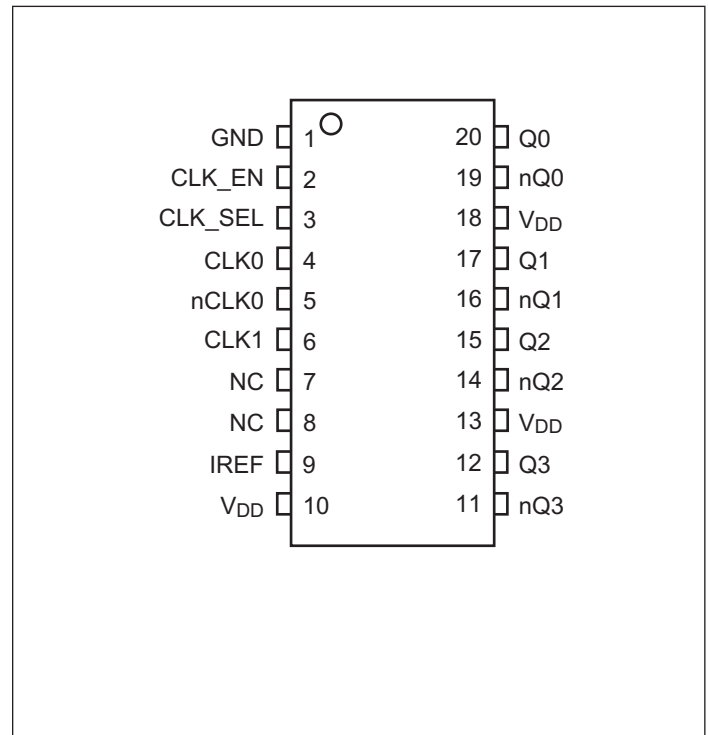 GND 1 20 Q0
CLK_EN 2 19 nQ0
CLK_SEL 3 18 VDD
CLK0 4 17 Q1
nCLK0 5 16 nQ1
CLK1 6 15 Q2
NC 7 14 nQ2
NC 8 13 VDD
IREF 9 12 Q3
VDD 10 11 nQ3